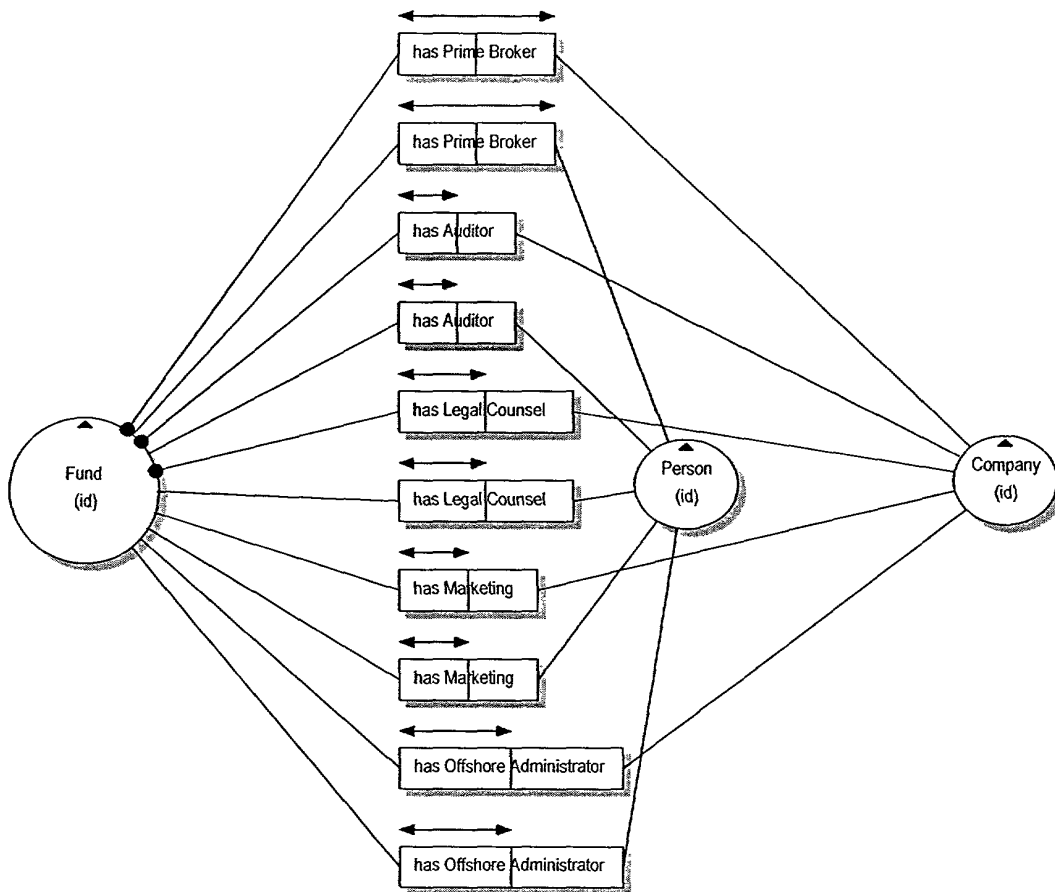 has Prime Broker
has Prime Broker
has Auditor
has Auditor
has Legal Counsel
Fund
(id)
Person
(id)
Company
(id)
has Legal Counsel
has Marketing
has Marketing
has Offshore Administrator
has Offshore Administrator